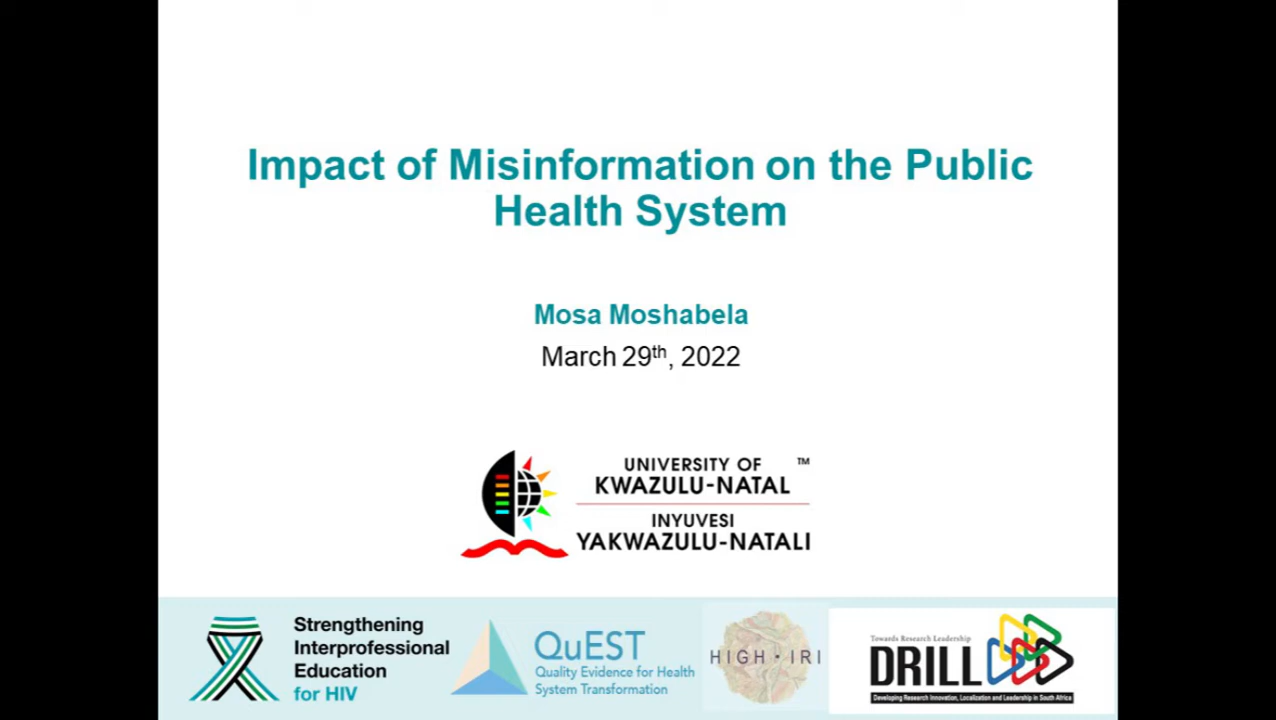 Impact of Misinformation on the Public
Health System
Mosa Moshabela
March 29th, 2022
UNIVERSITY OF ™
KWAZULU-NATAL
INYUVESI
YAKWAZULU-NATALI
Strengthening
Interprofessional
Education
for HIV
QuEST
Quality Evidence for Health
System Transformation
HIGH·IRI
Towards Research Leadership
DRILL
Developing Research Innovation, Localization and Leadership in South Africa